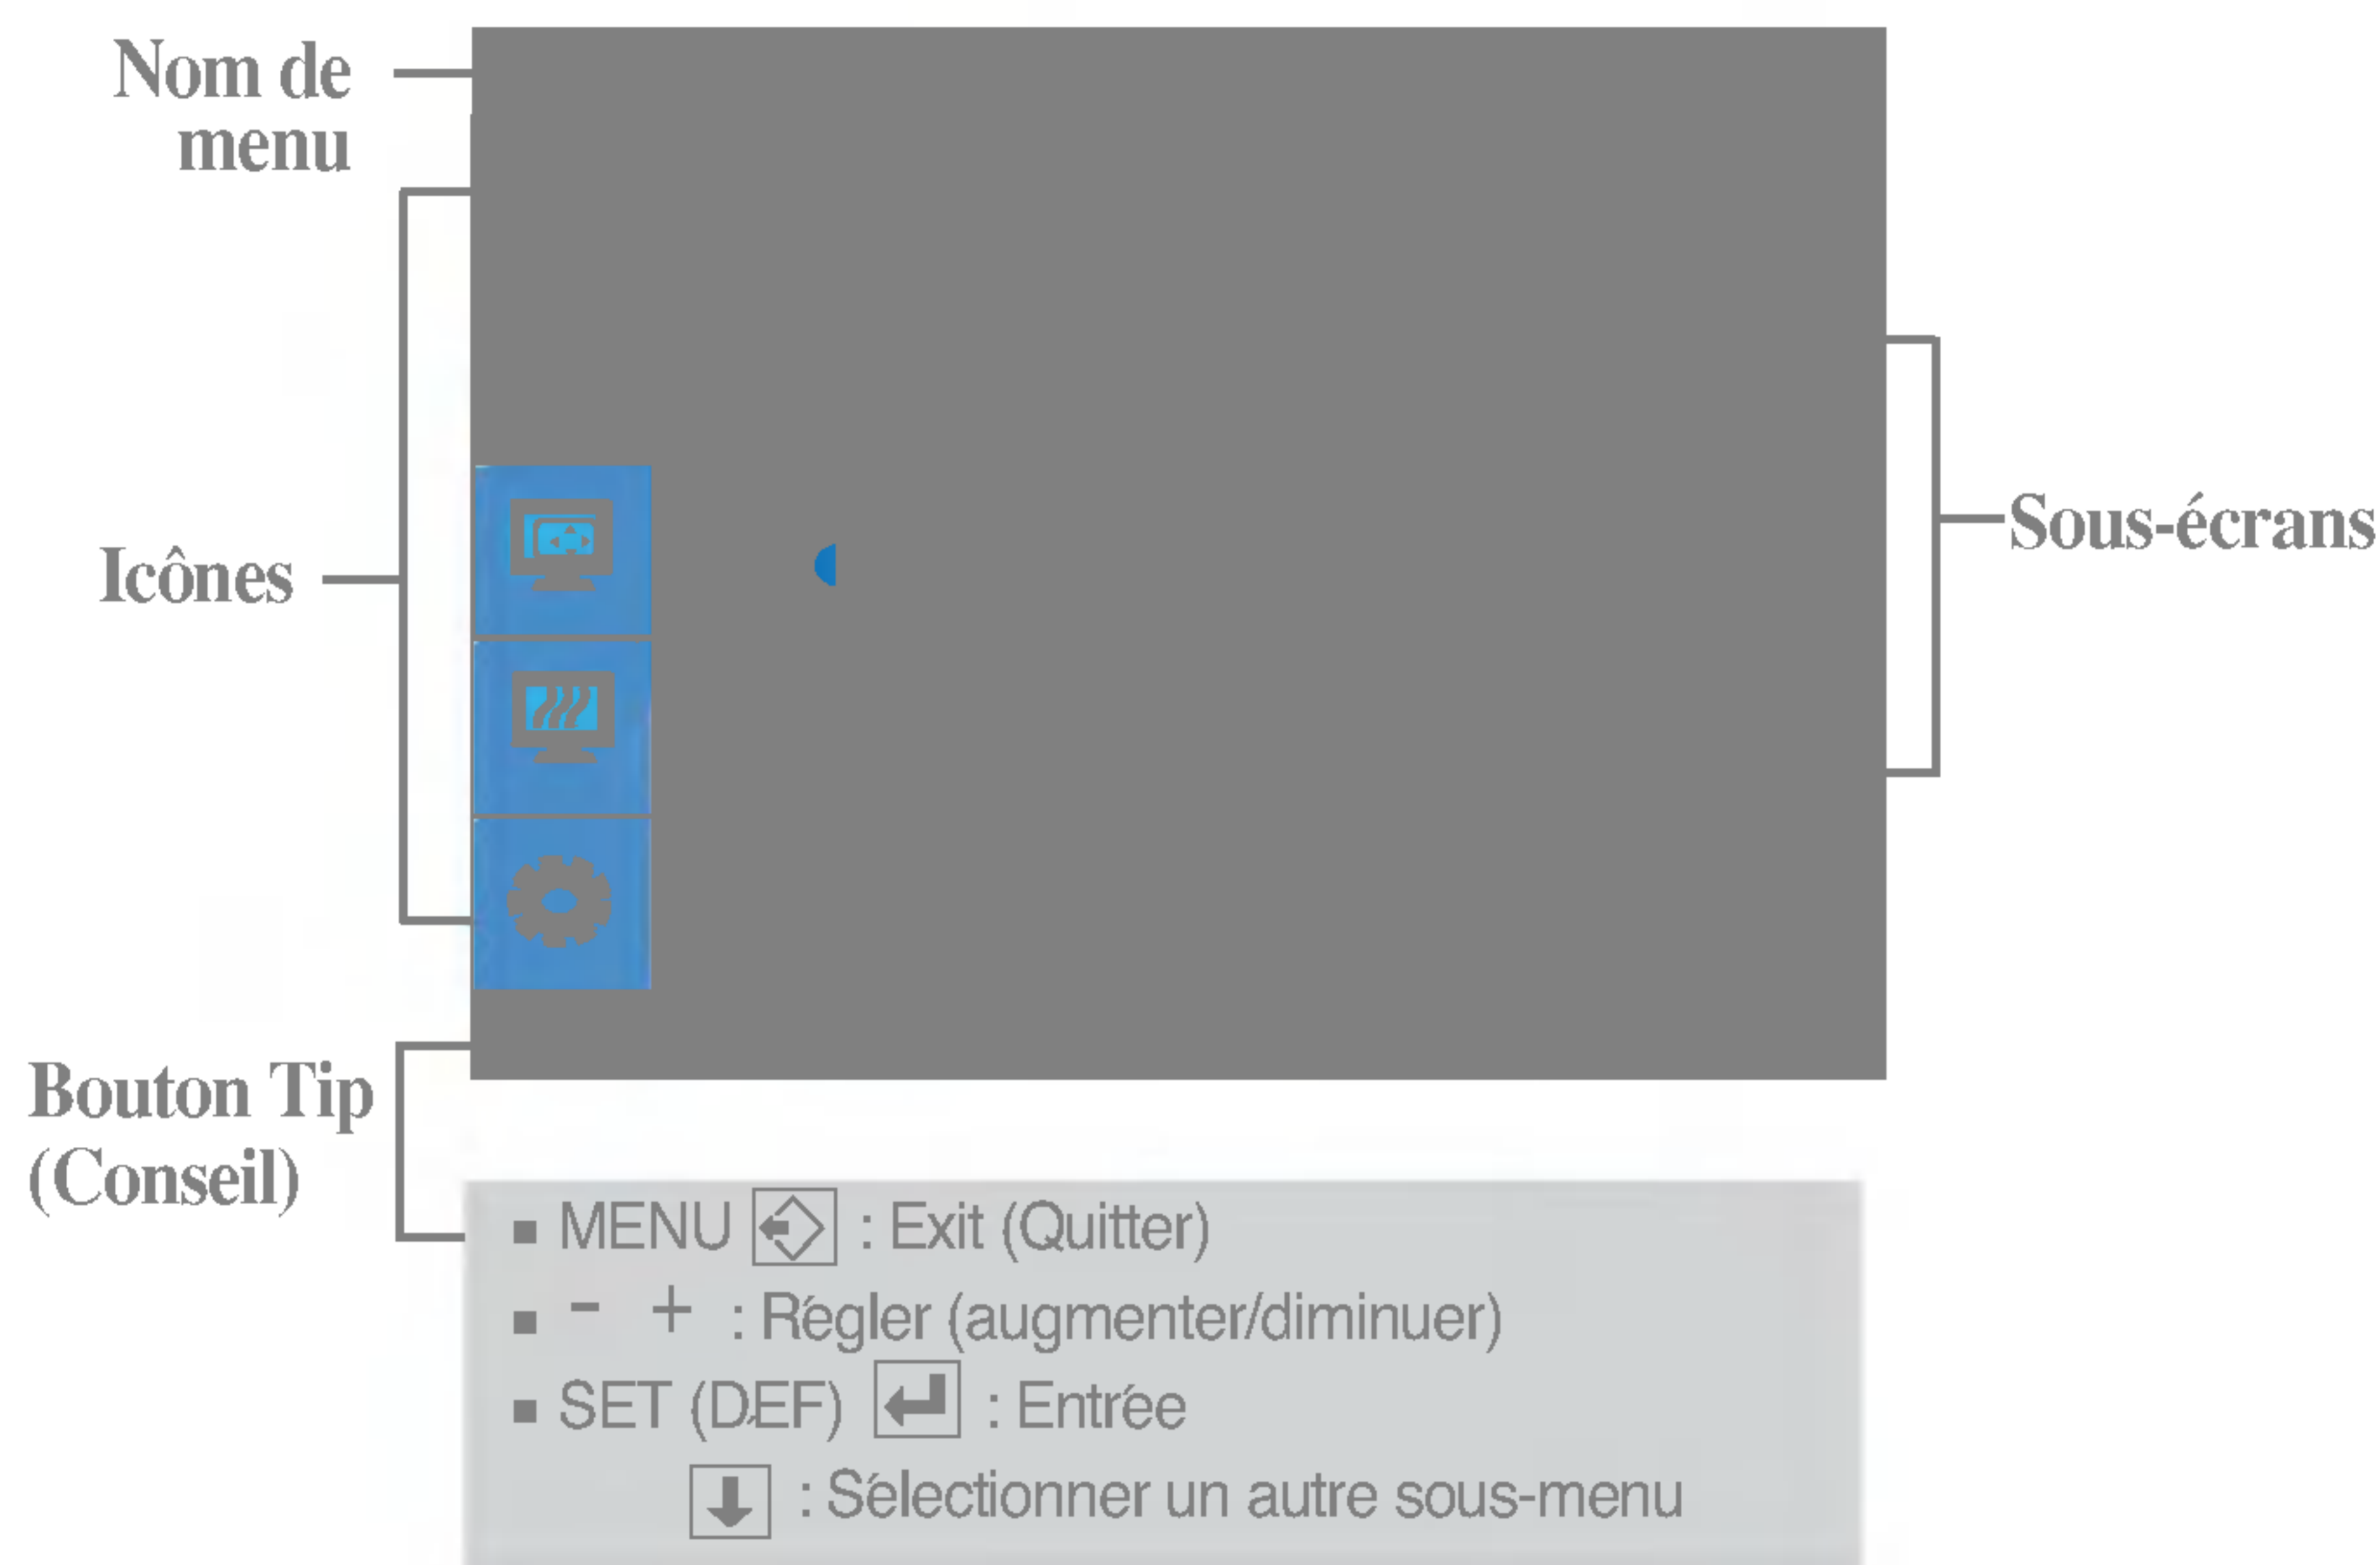 Nom de
menu
Icônes
Sous-écrans
Bouton Tip
(Conseil)
■ MENU : Exit (Quitter)
■ - + : Régler (augmenter/diminuer)
■ SET (D,EF) : Entrée
: Sélectionner un autre sous-menu